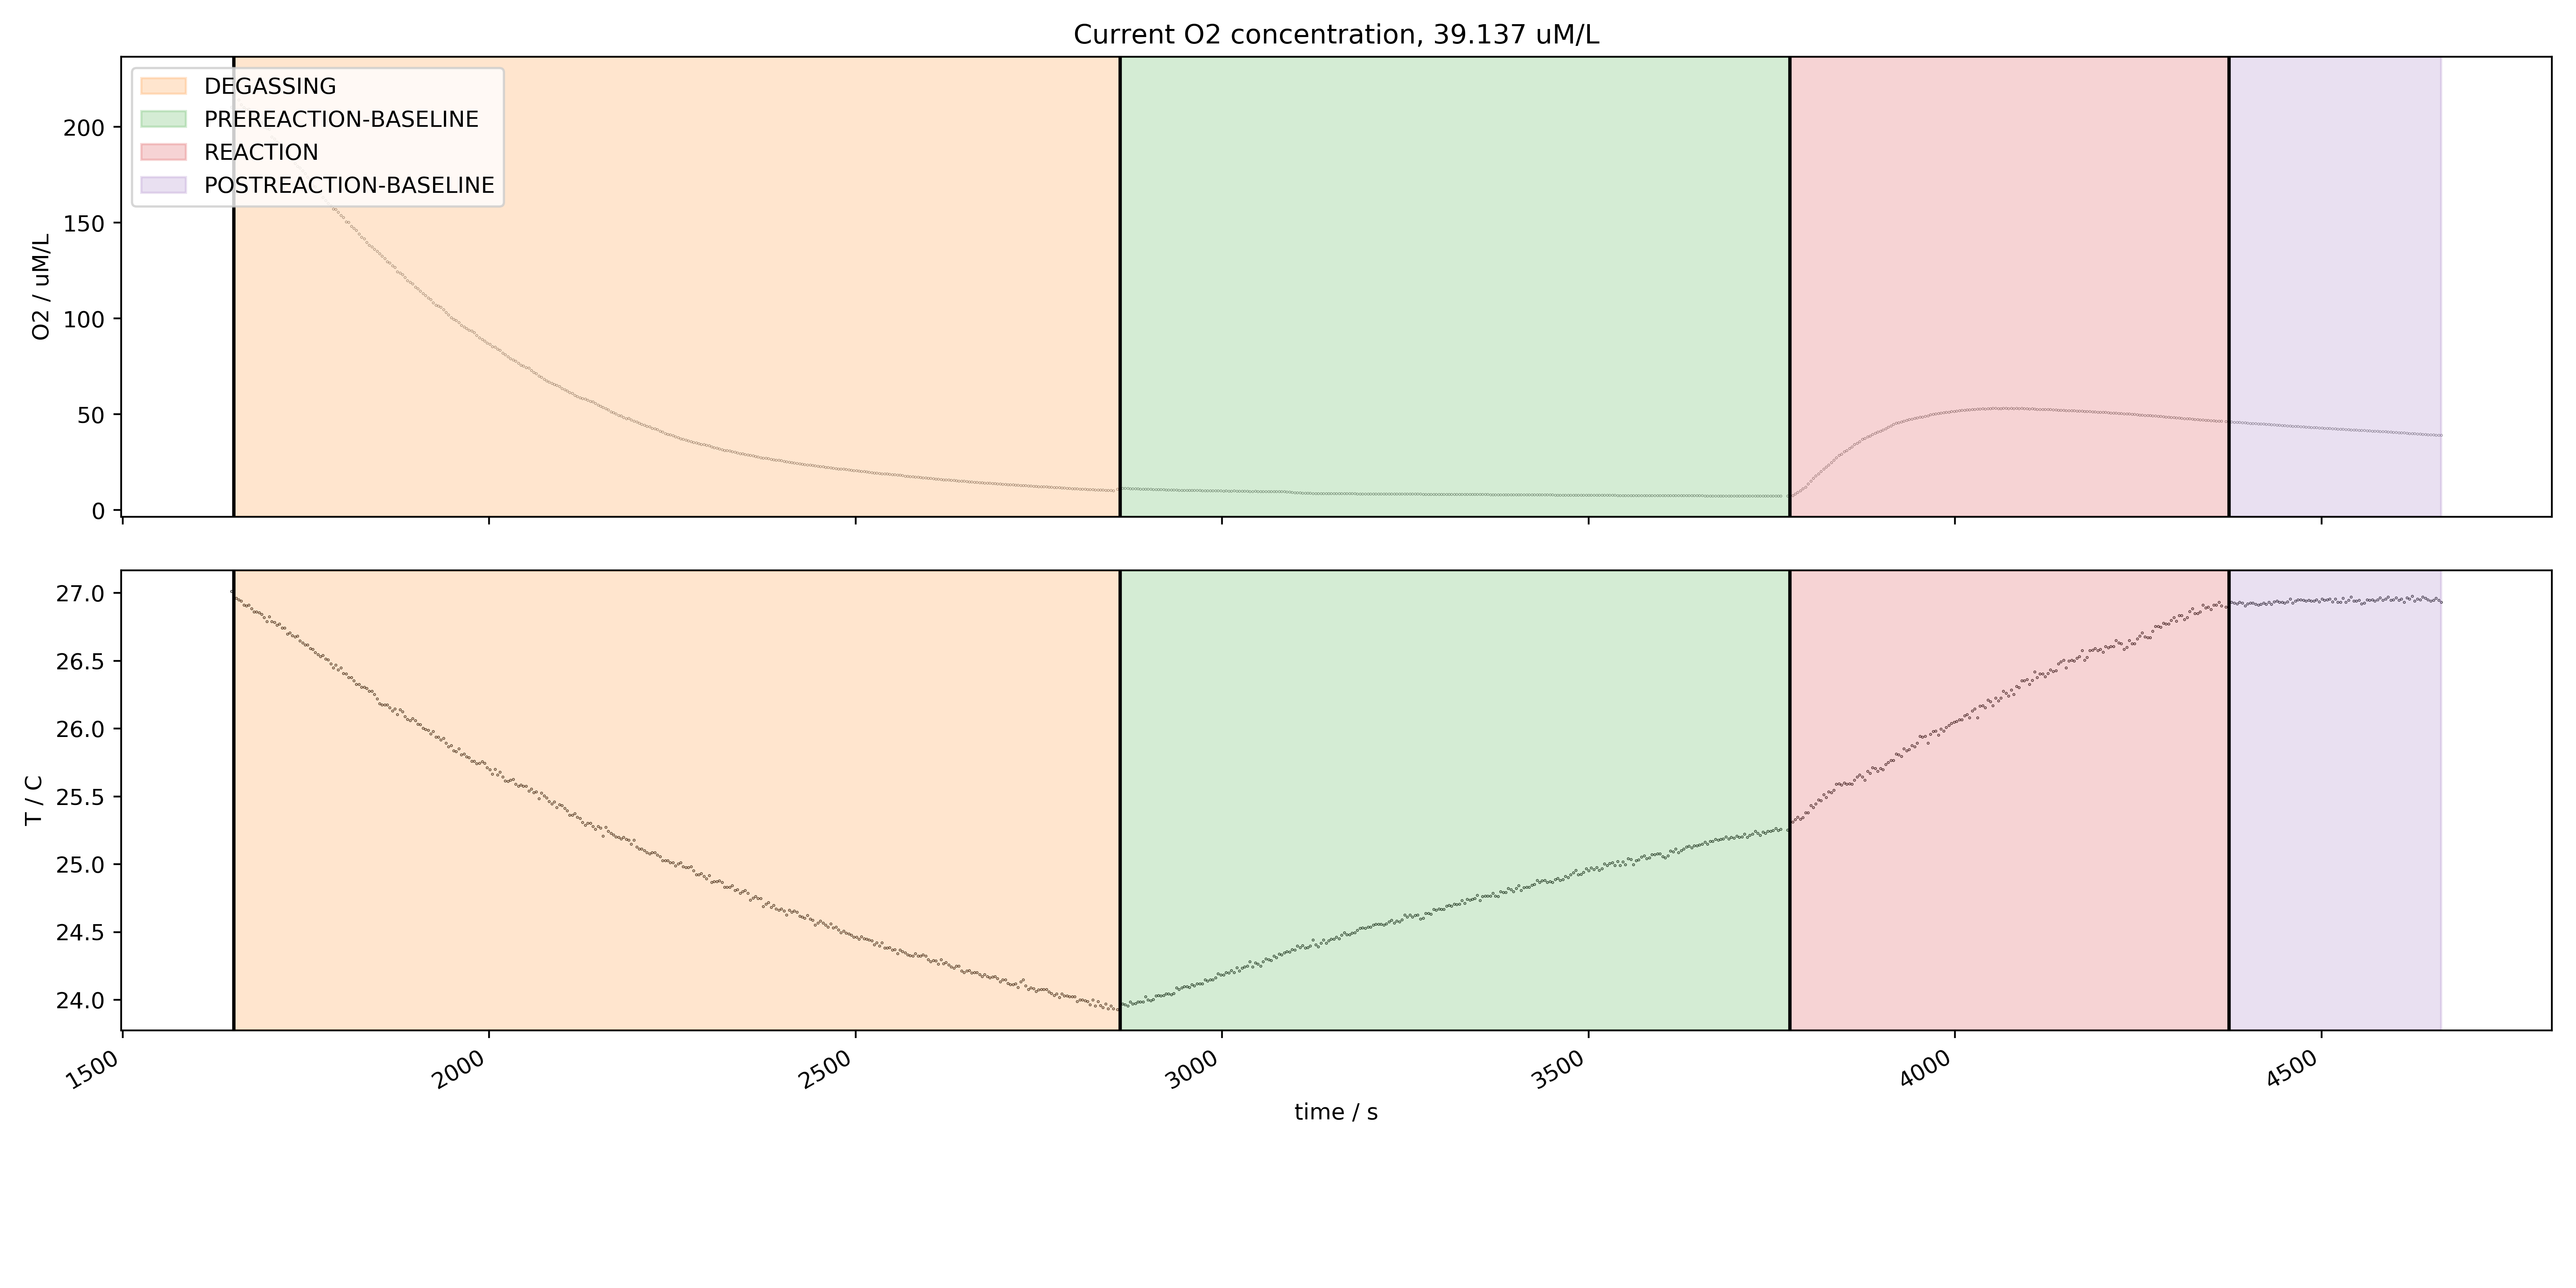 Current O2 concentration, 39.137 uM/L
DEGASSING
PREREACTION-BASELINE
REACTION
POSTREACTION-BASELINE
O2 / uM/L
200
150
100
50
0
T / C
27.0
26.5
26.0
25.5
25.0
24.5
24.0
1500 2000 2500 3000 3500 4000 4500
time / s